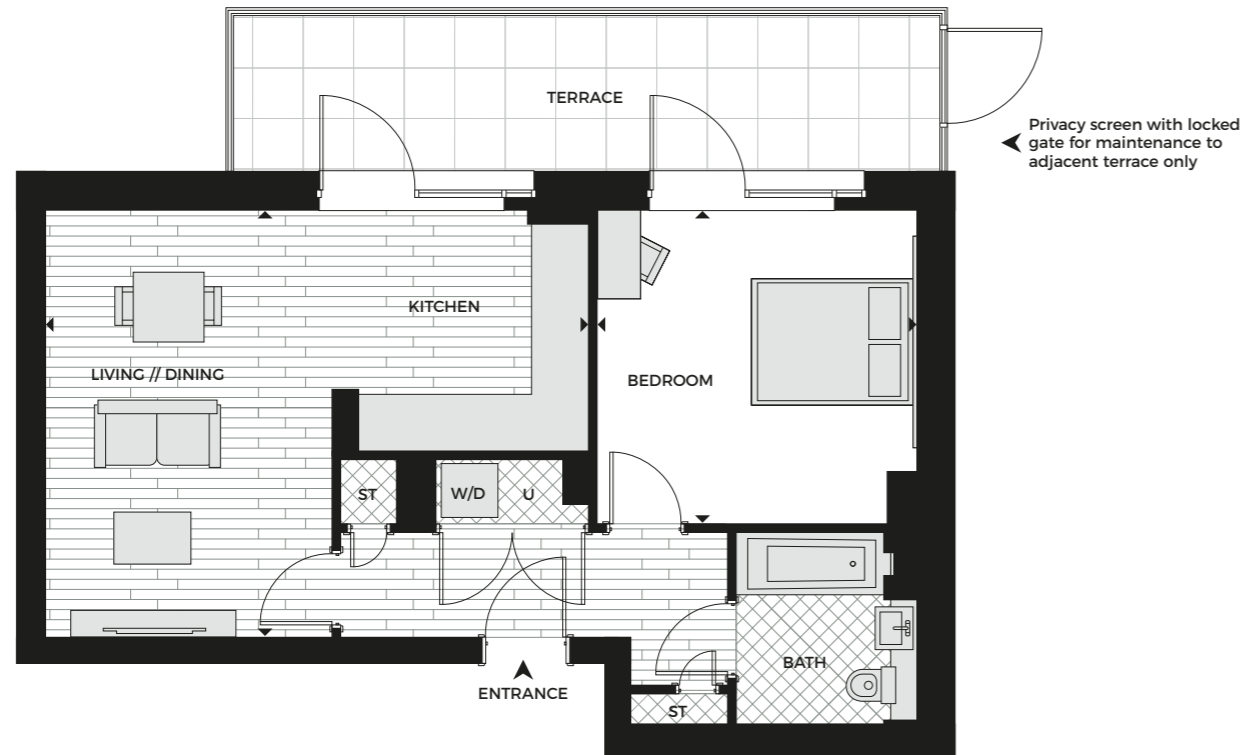 TERRACE
Privacy screen with locked
gate for maintenance to
adjacent terrace only
KITCHEN
LIVING // DINING
BEDROOM
ST
W/D
U
BATH
ENTRANCE
ST